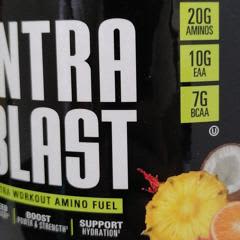 20G
AMINOS
NTRA
10G
EAA
BLAST
7G
BCAA
TRA WORKOUT AMINO FUEL
BOOST
POWER & STRENGTH†
SUPPORT
HYDRATION†